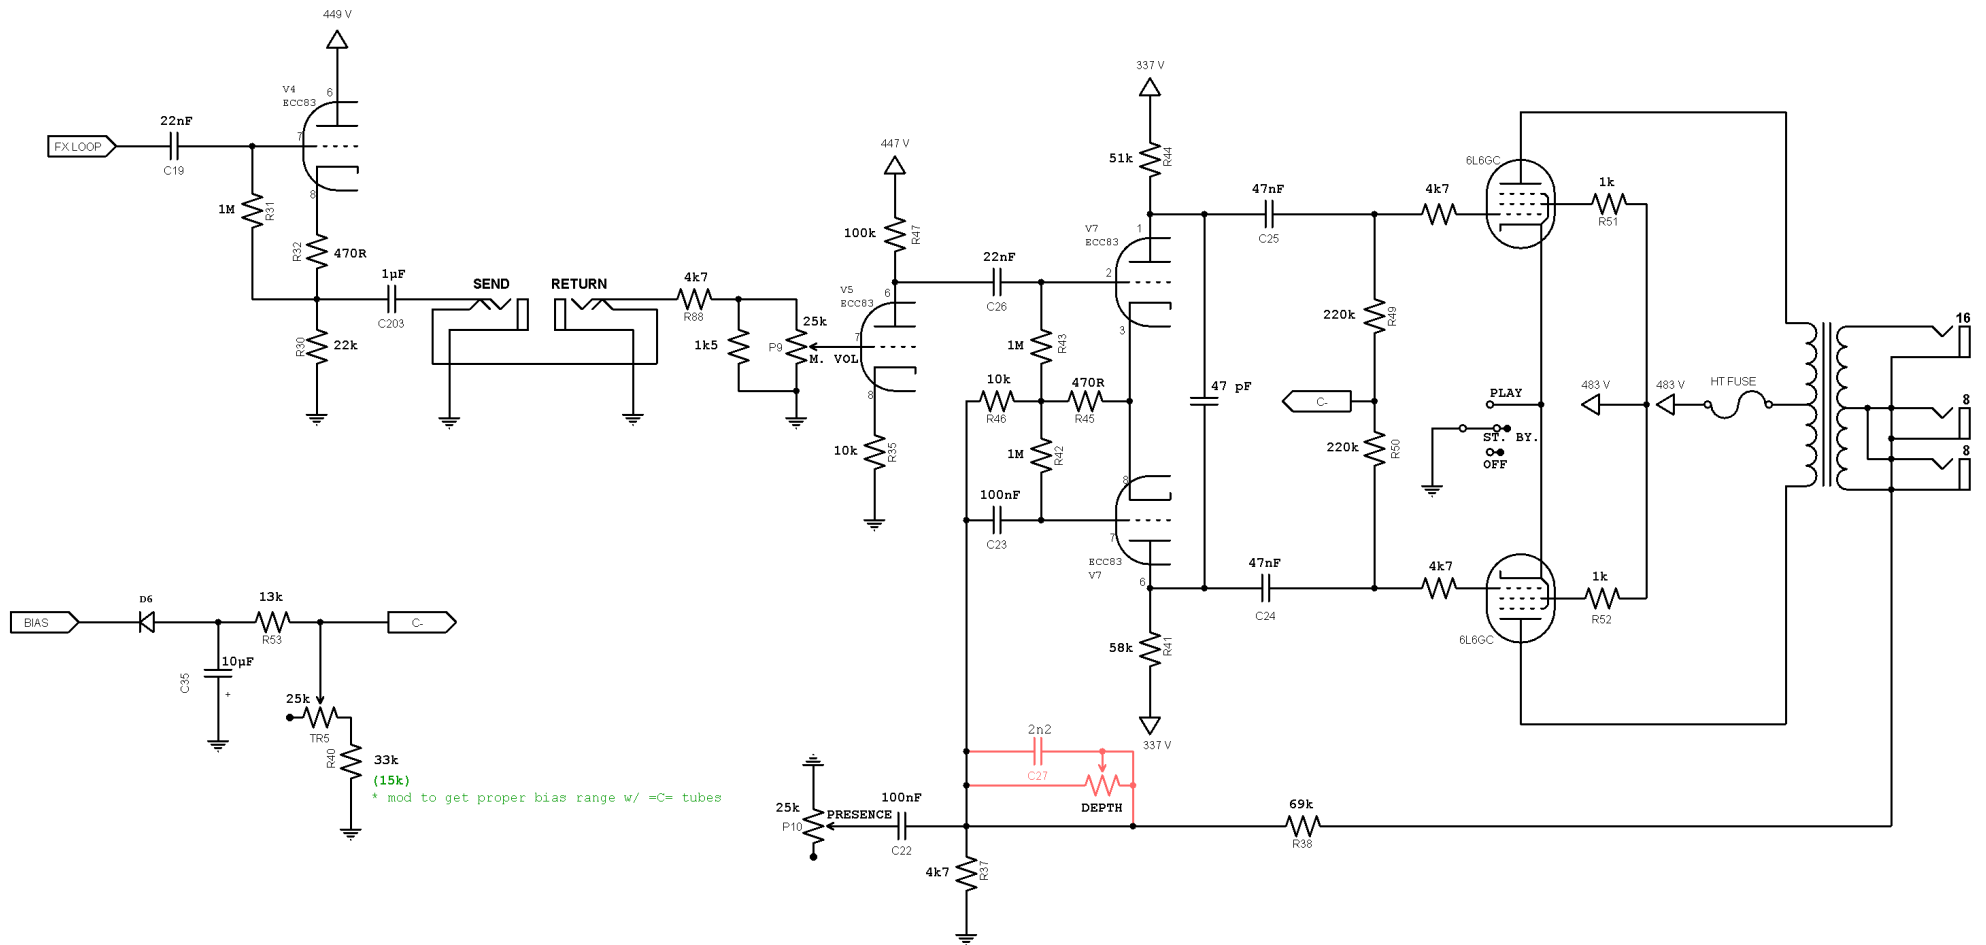 449 V
V4
ECC83
6
7
8
FX LOOP
22nF
C19
1M
R31
R32
470R
1µF
C203
R30
22k
SEND
RETURN
4k7
R88
1k5
25k
P9
M. VOL
447 V
100k
R47
V5
ECC83
6
7
8
10k
R35
22nF
C26
1M
R43
10k
R46
470R
R45
1M
R42
100nF
C23
337 V
51k
R44
V7
ECC83
1
2
3
8
7
6
ECC83
V7
58k
R41
337 V
47nF
C25
47 pF
47nF
C24
220k
R49
C-
220k
R50
4k7
4k7
6L6GC
1k
R51
PLAY
ST. BY.
OFF
483 V
483 V
HT FUSE
1k
R52
6L6GC
16
8
8
BIAS
D6
13k
R53
C-
10µF
C35
+
25k
TR5
R40
33k
(15k)
* mod to get proper bias range w/ =C= tubes
2n2
C27
DEPTH
25k
P10
PRESENCE
100nF
C22
4k7
R37
69k
R38